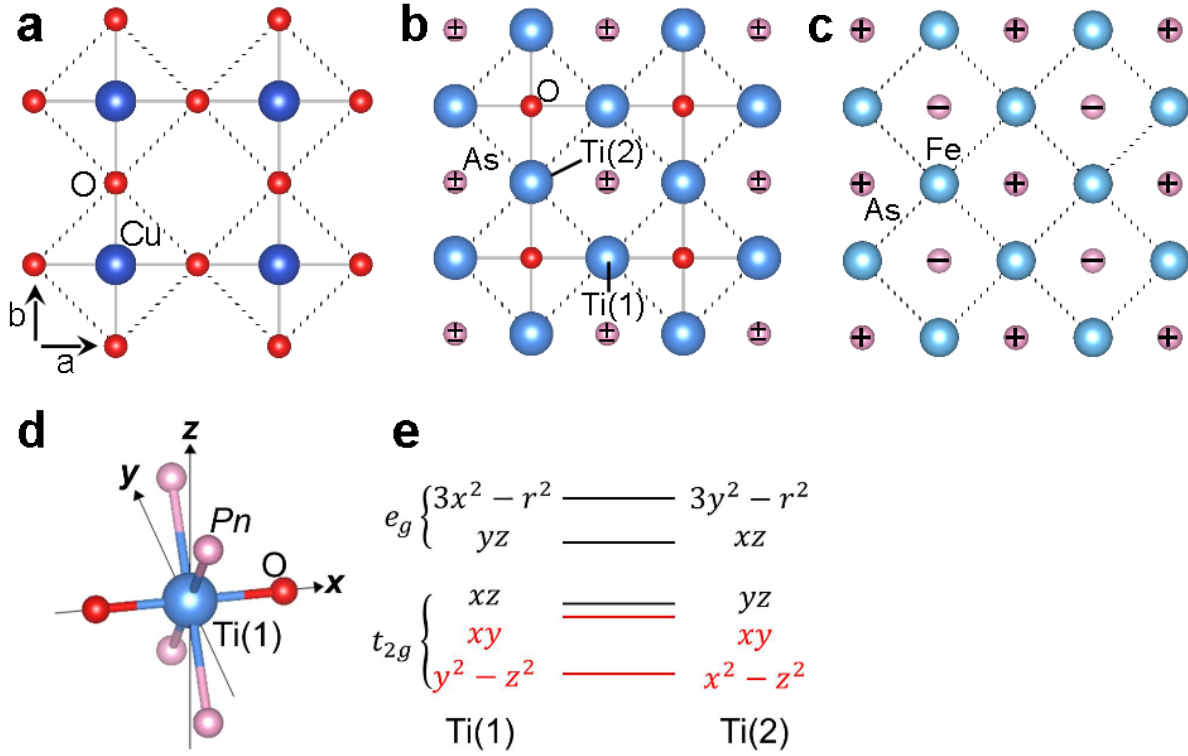 a
O
Cu
b
a
b
± ± ±
O
As
Ti(2)
± ± ±
Ti(1)
± ± ±
c
+ + +
− −
Fe
+ + +
As
− −
+ + +
d
z
y
Pn
O
x
Ti(1)
e
e_g { 3x² − r² 3y² − r²
yz xz
t_2g { xz yz
xy xy
y² − z² x² − z²
Ti(1) Ti(2)